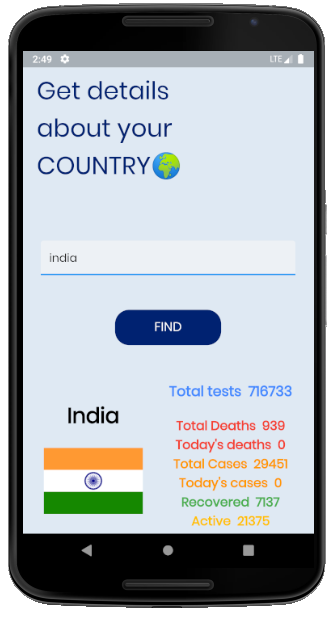 2:49
LTE
Get details
about your
COUNTRY🌍
india
FIND
Total tests 716733
India
Total Deaths 939
Today's deaths 0
Total Cases 29451
Today's cases 0
Recovered 7137
Active 21375